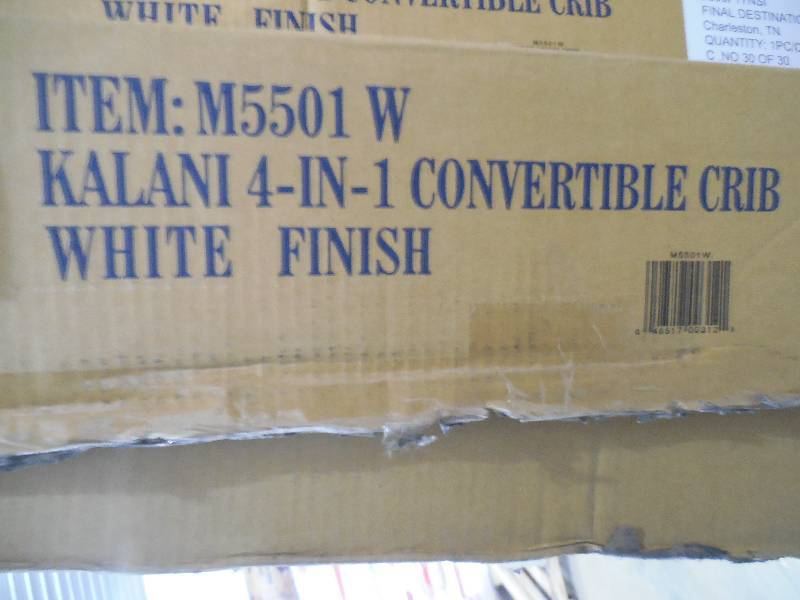 CONVERTIBLE CRIB
WHITE FINISH
FINAL DESTINATIO
Charleston, TN
QUANTITY: 1PC/C
C NO 30 OF 30
ITEM: M5501 W
KALANI 4-IN-1 CONVERTIBLE CRIB
WHITE FINISH
M5501W